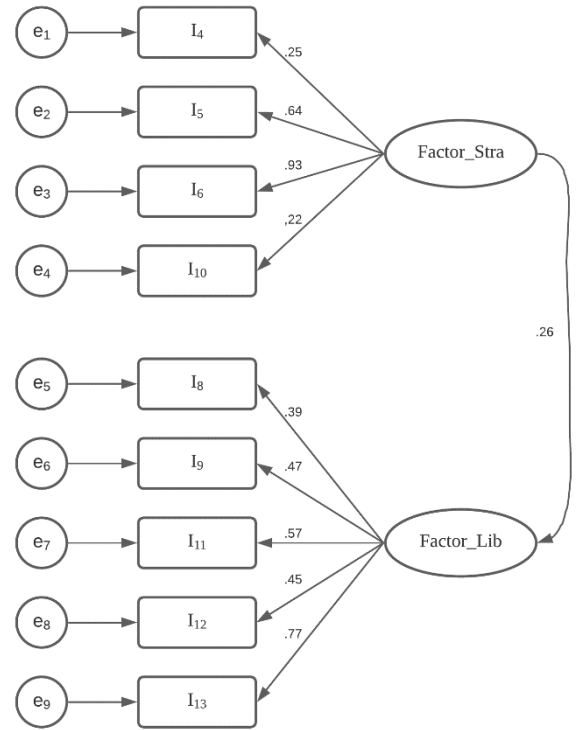 e1
I4
.25
e2
I5
.64
Factor_Stra
e3
I6
.93
e4
I10
,22
.26
e5
I8
.39
e6
I9
.47
e7
I11
.57
Factor_Lib
e8
I12
.45
e9
I13
.77